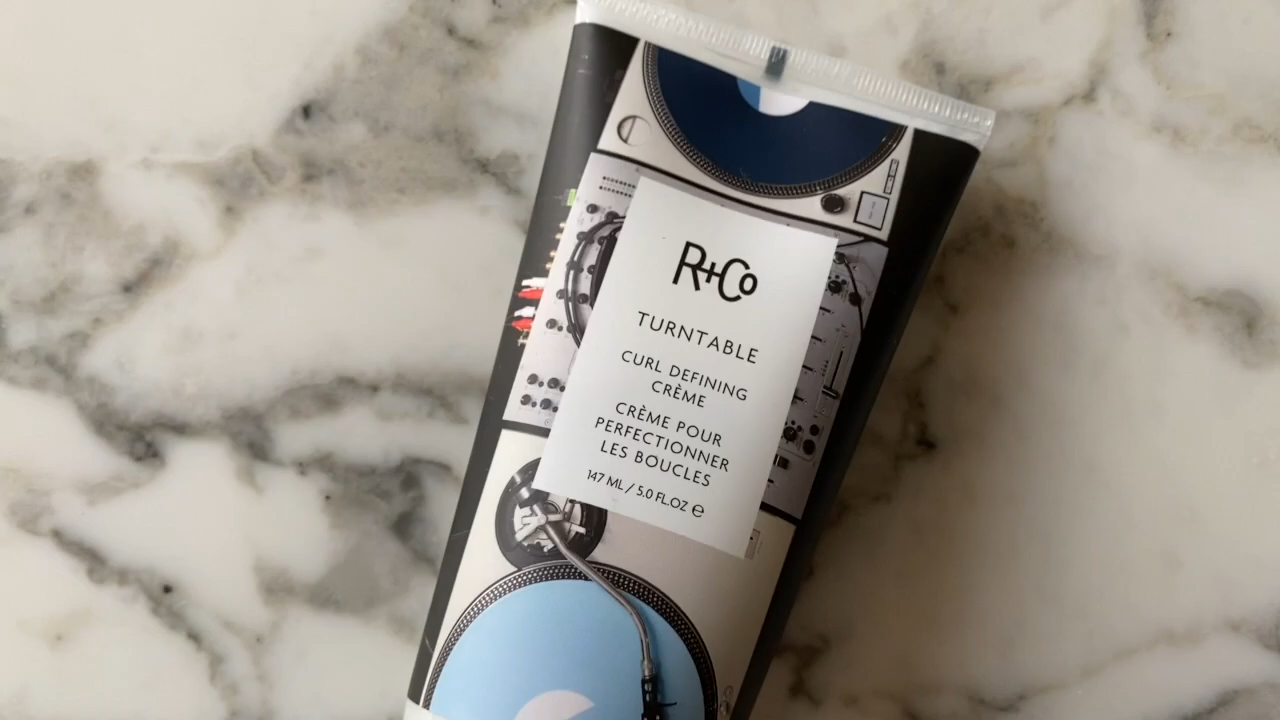 R+Co
TURNTABLE
CURL DEFINING
CRÈME
CRÈME POUR
PERFECTIONNER
LES BOUCLES
147 ML / 5.0 FL.OZ ℮